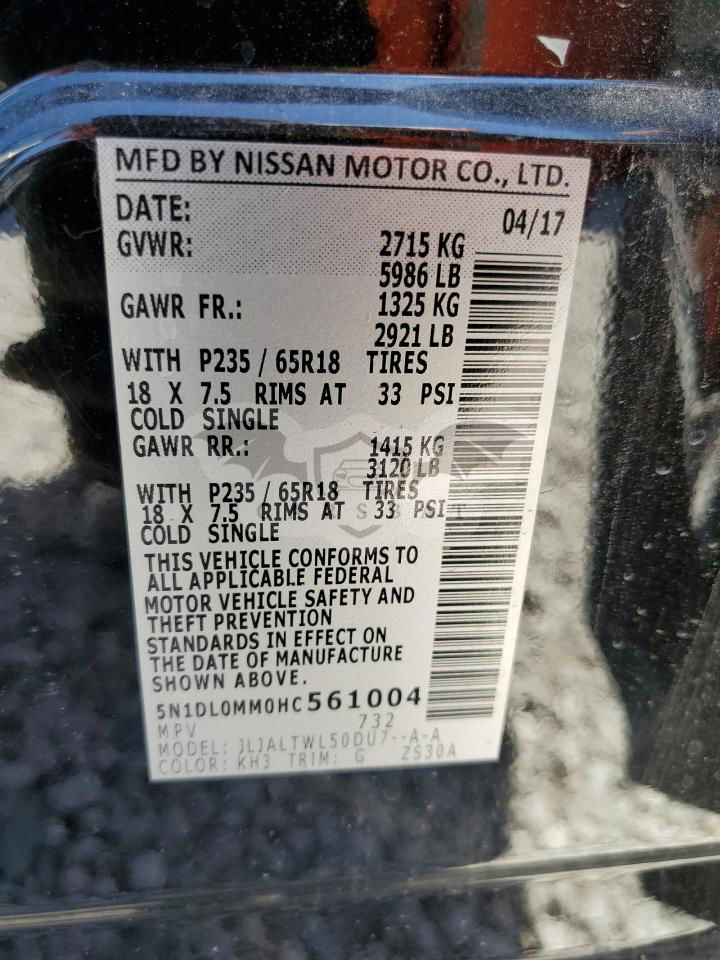 MFD BY NISSAN MOTOR CO., LTD.
DATE: 04/17
GVWR: 2715 KG
5986 LB
GAWR FR.: 1325 KG
2921 LB
WITH P235 / 65R18 TIRES
18 X 7.5 RIMS AT 33 PSI
COLD SINGLE
GAWR RR.: 1415 KG
3120 LB
WITH P235 / 65R18 TIRES
18 X 7.5 RIMS AT 33 PSI
COLD SINGLE
THIS VEHICLE CONFORMS TO
ALL APPLICABLE FEDERAL
MOTOR VEHICLE SAFETY AND
THEFT PREVENTION
STANDARDS IN EFFECT ON
THE DATE OF MANUFACTURE
SHOWN ABOVE.
5N1DL0MM0HC561004
MPV 732
MODEL: JLJALTWL50DU7--A-A
COLOR: KH3 TRIM: G ZS30A